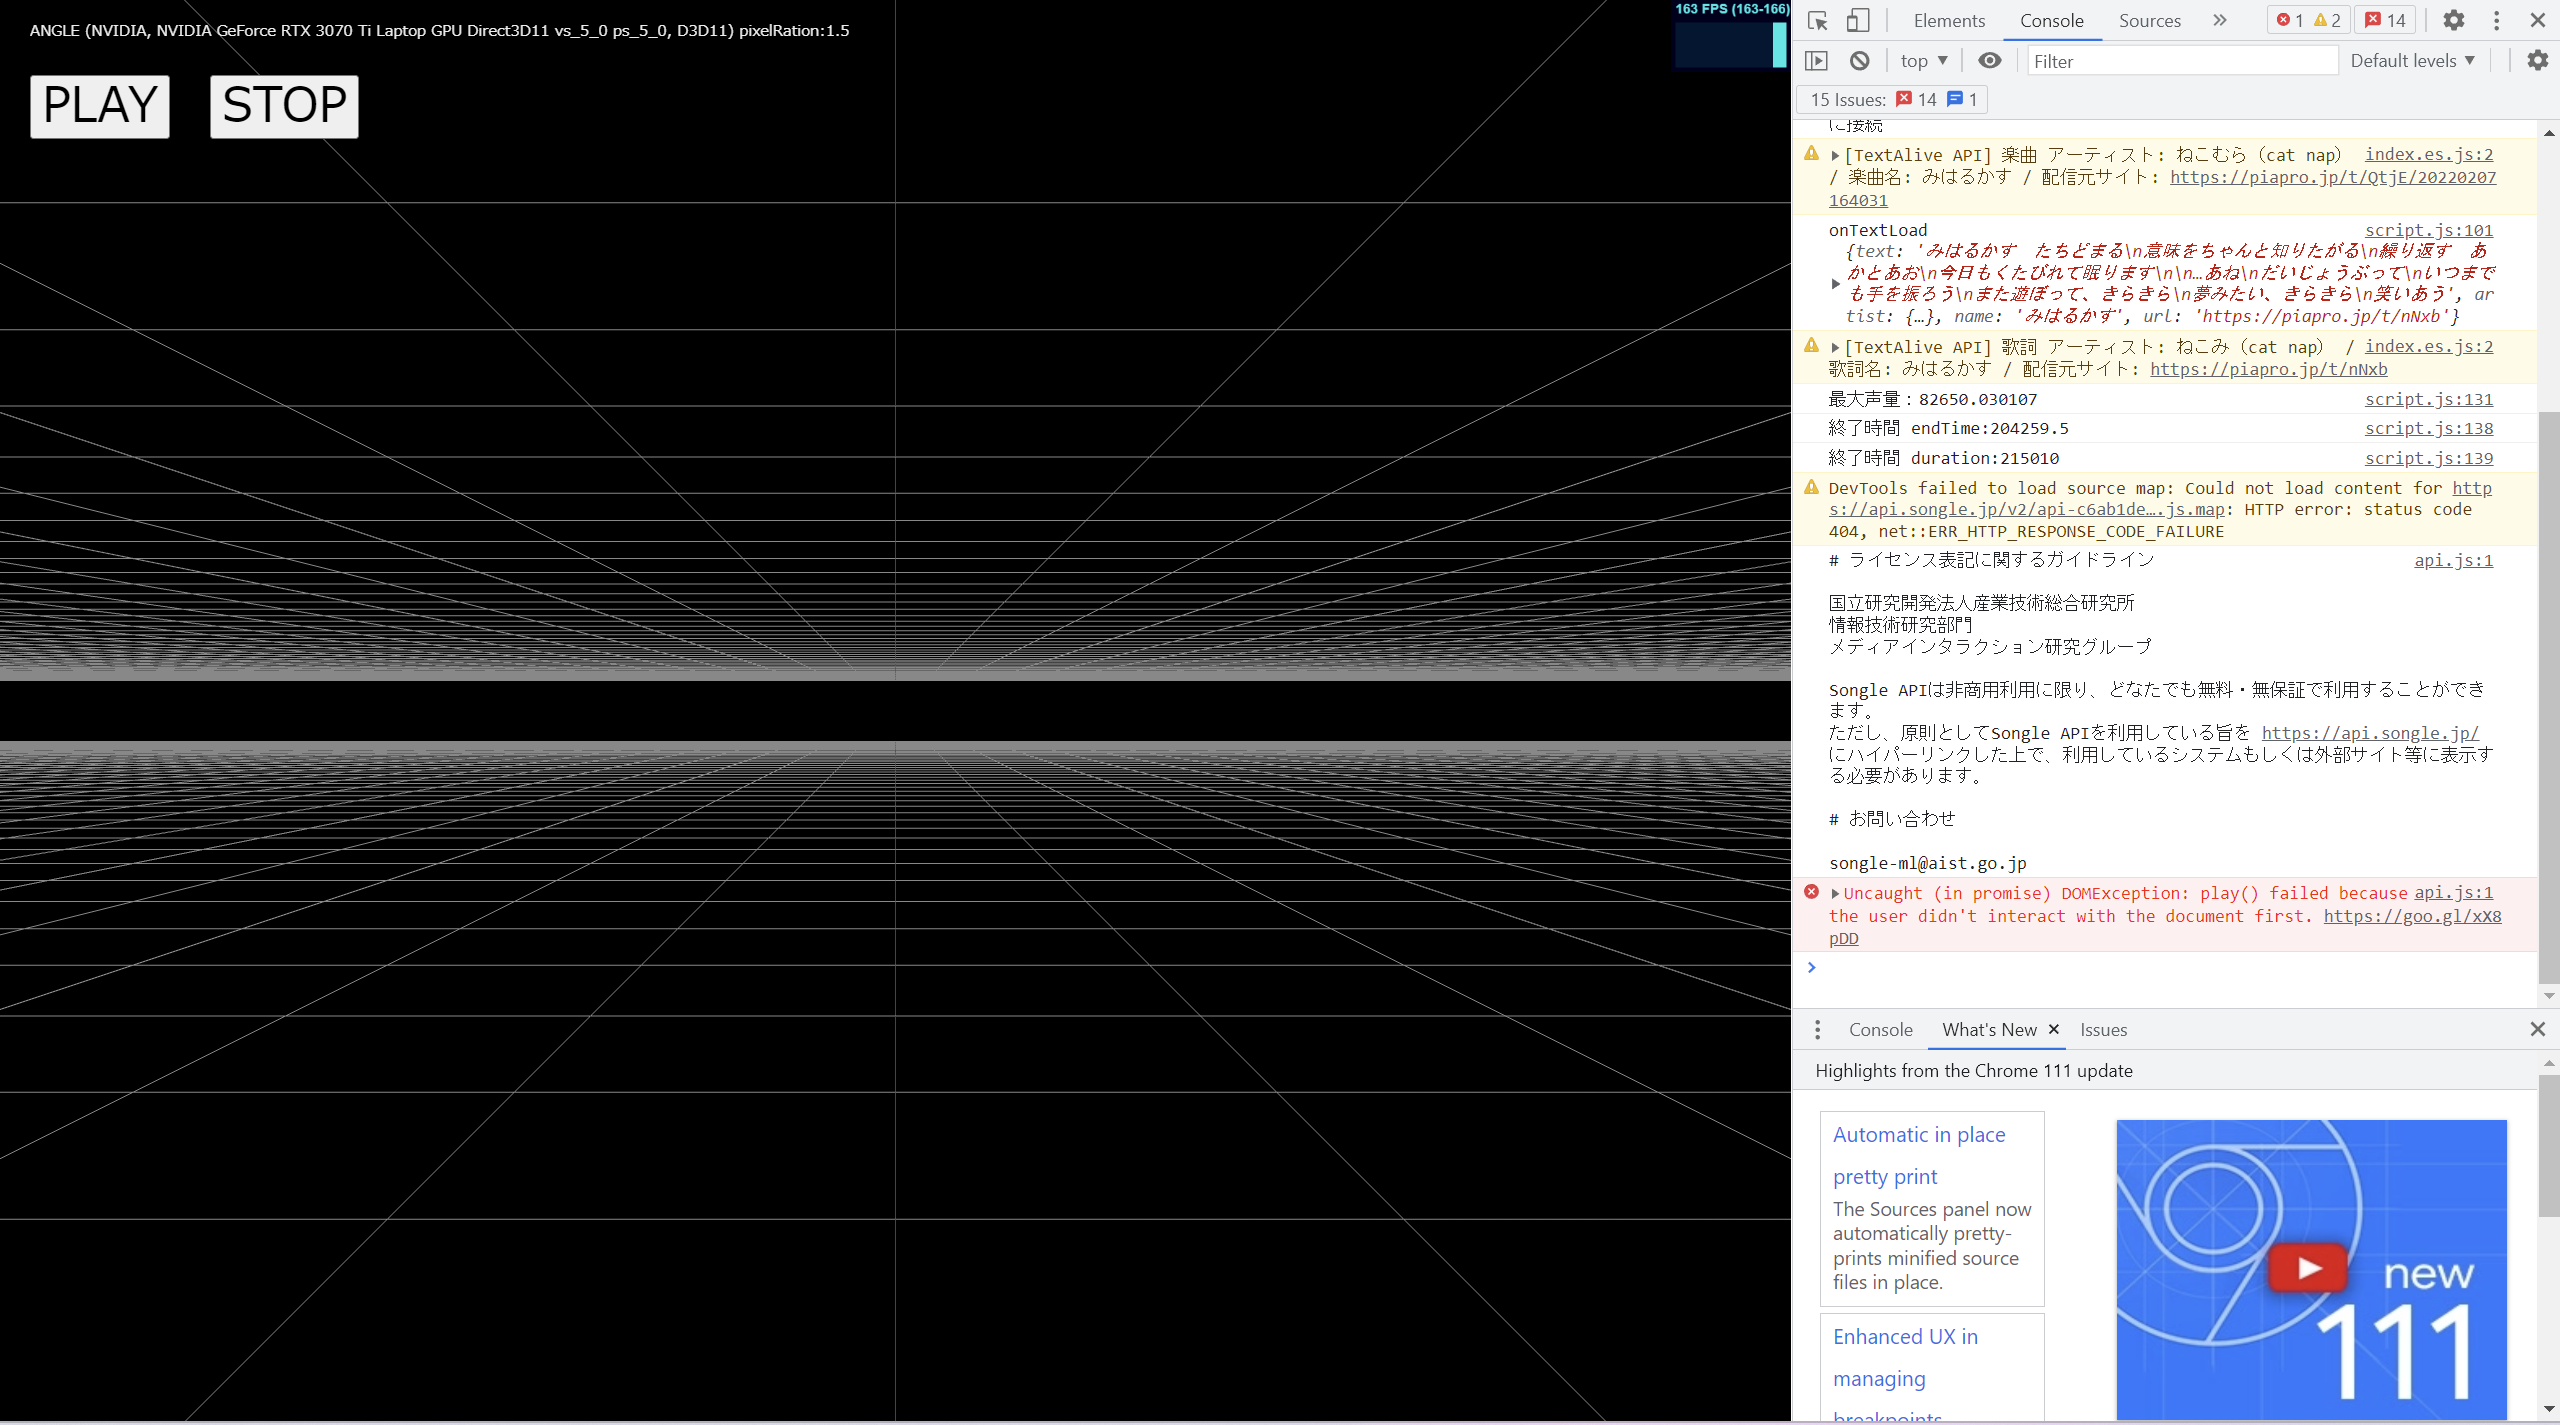 ANGLE (NVIDIA, NVIDIA GeForce RTX 3070 Ti Laptop GPU Direct3D11 vs_5_0 ps_5_0, D3D11) pixelRation:1.5
163 FPS (163-166)
PLAY STOP
Elements Console Sources 1 2 14
top Filter Default levels
15 Issues: 14 1
に接続
[TextAlive API] 楽曲 アーティスト: ねこむら（cat nap） index.es.js:2
/ 楽曲名: みはるかす / 配信元サイト: https://piapro.jp/t/QtjE/20220207
164031
onTextLoad script.js:101
{text: 'みはるかす　たちどまる\n意味をちゃんと知りたがる\n繰り返す　あ
かとあお\n今日もくたびれて眠ります\n\n…あね\nだいじょうぶって\nいつまで
も手を振ろう\nまた遊ぼって、きらきら\n夢みたい、きらきら\n笑いあう', ar
tist: {…}, name: 'みはるかす', url: 'https://piapro.jp/t/nNxb'}
[TextAlive API] 歌詞 アーティスト: ねこみ（cat nap） / index.es.js:2
歌詞名: みはるかす / 配信元サイト: https://piapro.jp/t/nNxb
最大声量：82650.030107 script.js:131
終了時間 endTime:204259.5 script.js:138
終了時間 duration:215010 script.js:139
DevTools failed to load source map: Could not load content for http
s://api.songle.jp/v2/api-c6ab1de….js.map: HTTP error: status code
404, net::ERR_HTTP_RESPONSE_CODE_FAILURE
# ライセンス表記に関するガイドライン api.js:1
国立研究開発法人産業技術総合研究所
情報技術研究部門
メディアインタラクション研究グループ
Songle APIは非商用利用に限り、どなたでも無料・無保証で利用することができ
ます。
ただし、原則としてSongle APIを利用している旨を https://api.songle.jp/
にハイパーリンクした上で、利用しているシステムもしくは外部サイト等に表示す
る必要があります。
# お問い合わせ
songle-ml@aist.go.jp
Uncaught (in promise) DOMException: play() failed because api.js:1
the user didn't interact with the document first. https://goo.gl/xX8
pDD
Console What's New Issues
Highlights from the Chrome 111 update
Automatic in place
pretty print
The Sources panel now
automatically pretty-
prints minified source
files in place.
new
111
Enhanced UX in
managing
breakpoints